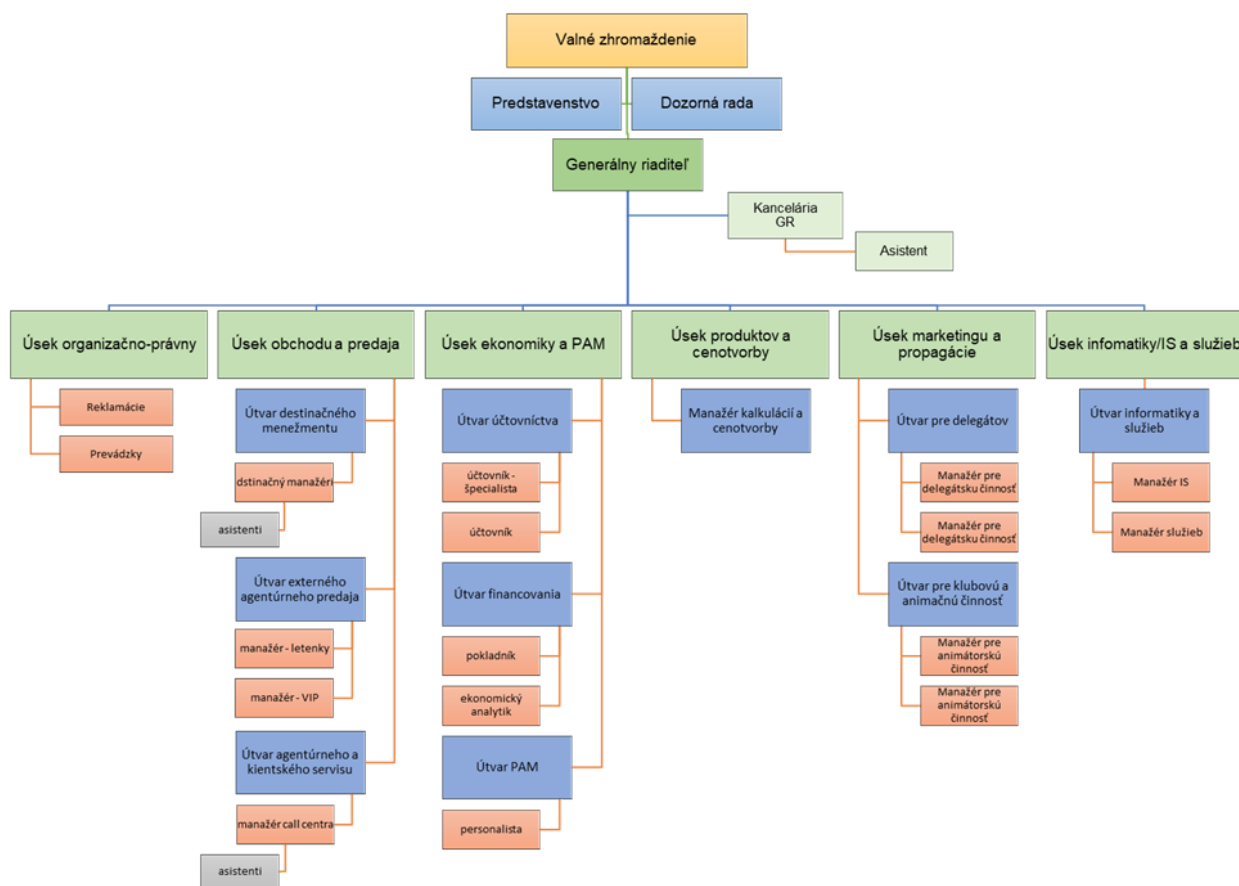 Valné zhromaždenie
Predstavenstvo
Dozorná rada
Generálny riaditeľ
Kancelária
GR
Asistent
Úsek organizačno-právny
Reklamácie
Prevádzky
Úsek obchodu a predaja
Útvar destinačného
menežmentu
dstinačný manažéri
asistenti
Útvar externého
agentúrneho predaja
manažér - letenky
manažér - VIP
Útvar agentúrneho a
kientského servisu
manažér call centra
asistenti
Úsek ekonomiky a PAM
Útvar účtovníctva
účtovník -
špecialista
účtovník
Útvar financovania
pokladník
ekonomický
analytik
Útvar PAM
personalista
Úsek produktov a
cenotvorby
Manažér kalkulácií a
cenotvorby
Úsek marketingu a
propagácie
Útvar pre delegátov
Manažér pre
delegátsku činnosť
Manažér pre
delegátsku činnosť
Útvar pre klubovú a
animačnú činnosť
Manažér pre
animátorskú
činnosť
Manažér pre
animátorskú
činnosť
Úsek infomatiky/IS a služieb
Útvar informatiky a
služieb
Manažér IS
Manažér služieb